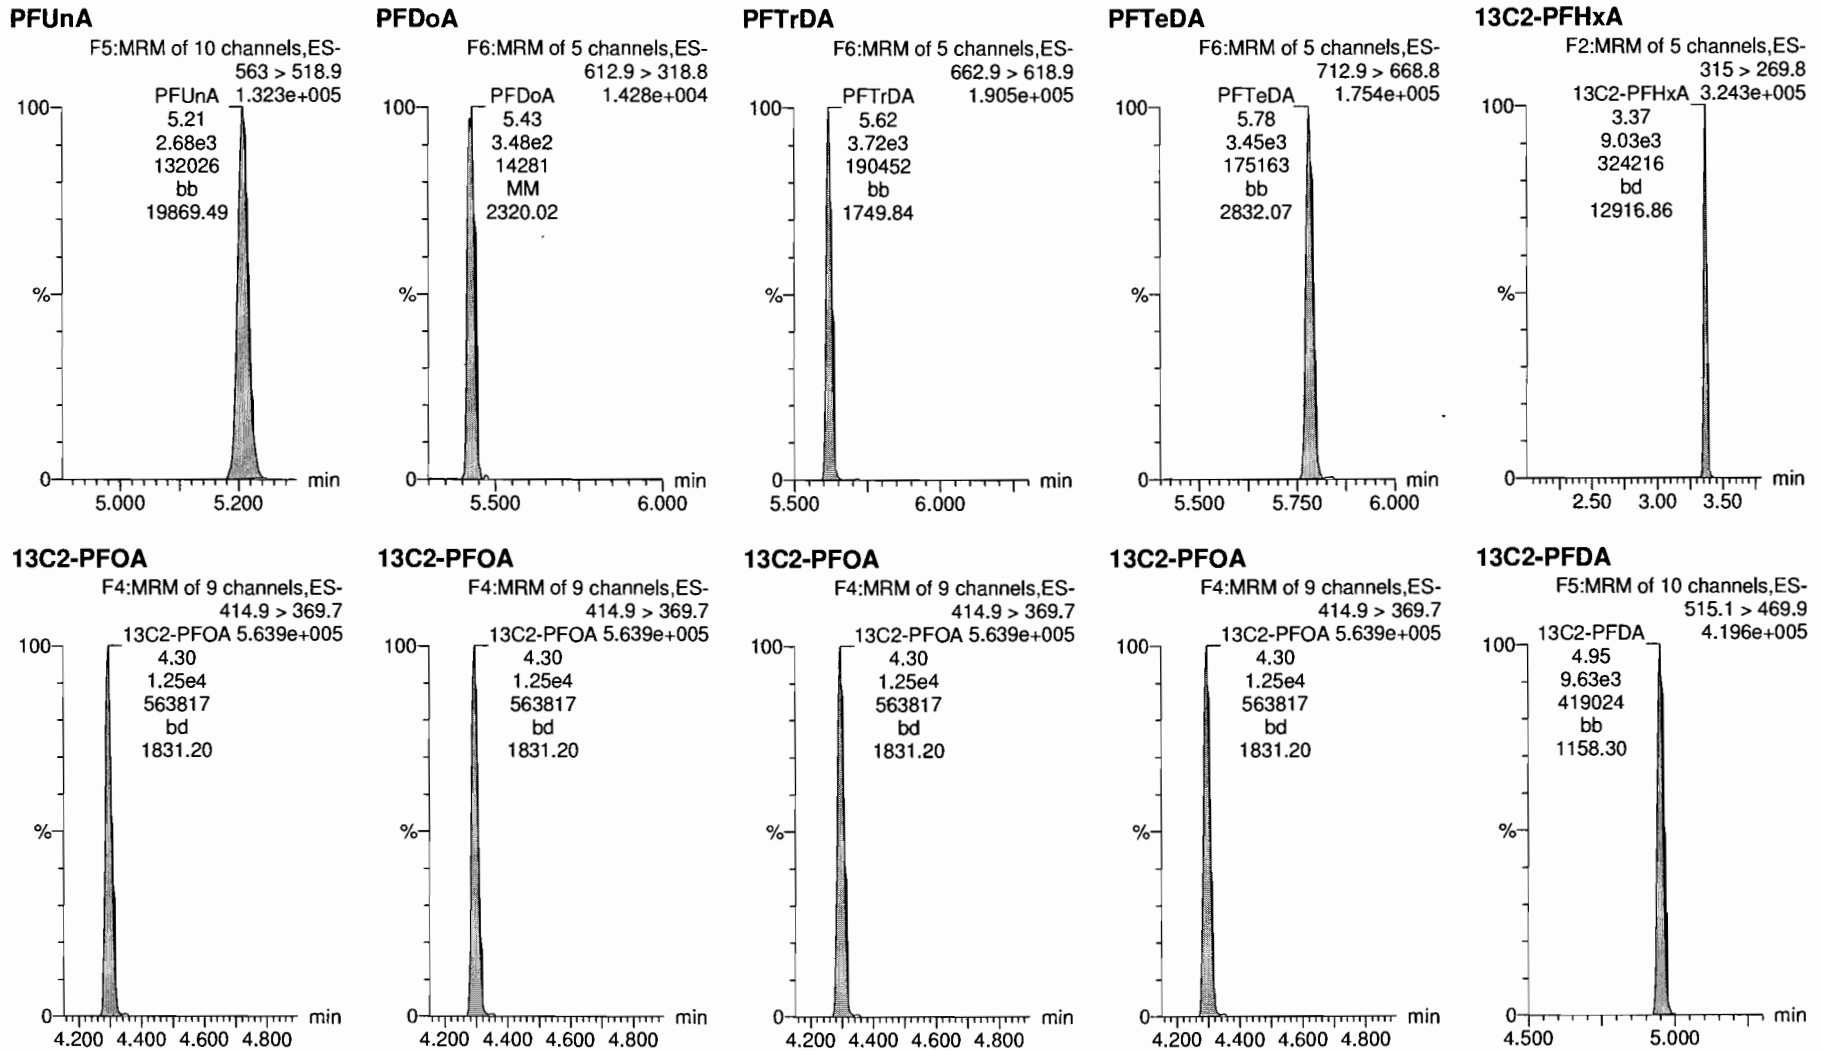 PFUnA
F5:MRM of 10 channels,ES-
563 > 518.9
PFUnA 1.323e+005
100
5.21
2.68e3
132026
bb
19869.49
%
0
min
5.000 5.200
PFDoA
F6:MRM of 5 channels,ES-
612.9 > 318.8
PFDoA 1.428e+004
100
5.43
3.48e2
14281
MM
2320.02
%
0
min
5.500 6.000
PFTrDA
F6:MRM of 5 channels,ES-
662.9 > 618.9
PFTrDA 1.905e+005
100
5.62
3.72e3
190452
bb
1749.84
%
0
min
5.500 6.000
PFTeDA
F6:MRM of 5 channels,ES-
712.9 > 668.8
PFTeDA 1.754e+005
100
5.78
3.45e3
175163
bb
2832.07
%
0
min
5.500 5.750 6.000
13C2-PFHxA
F2:MRM of 5 channels,ES-
315 > 269.8
13C2-PFHxA 3.243e+005
100
3.37
9.03e3
324216
bd
12916.86
%
0
min
2.50 3.00 3.50
13C2-PFOA
F4:MRM of 9 channels,ES-
414.9 > 369.7
13C2-PFOA 5.639e+005
100
4.30
1.25e4
563817
bd
1831.20
%
0
min
4.200 4.400 4.600 4.800
13C2-PFOA
F4:MRM of 9 channels,ES-
414.9 > 369.7
13C2-PFOA 5.639e+005
100
4.30
1.25e4
563817
bd
1831.20
%
0
min
4.200 4.400 4.600 4.800
13C2-PFOA
F4:MRM of 9 channels,ES-
414.9 > 369.7
13C2-PFOA 5.639e+005
100
4.30
1.25e4
563817
bd
1831.20
%
0
min
4.200 4.400 4.600 4.800
13C2-PFOA
F4:MRM of 9 channels,ES-
414.9 > 369.7
13C2-PFOA 5.639e+005
100
4.30
1.25e4
563817
bd
1831.20
%
0
min
4.200 4.400 4.600 4.800
13C2-PFDA
F5:MRM of 10 channels,ES-
515.1 > 469.9
13C2-PFDA 4.196e+005
100
4.95
9.63e3
419024
bb
1158.30
%
0
min
4.500 5.000